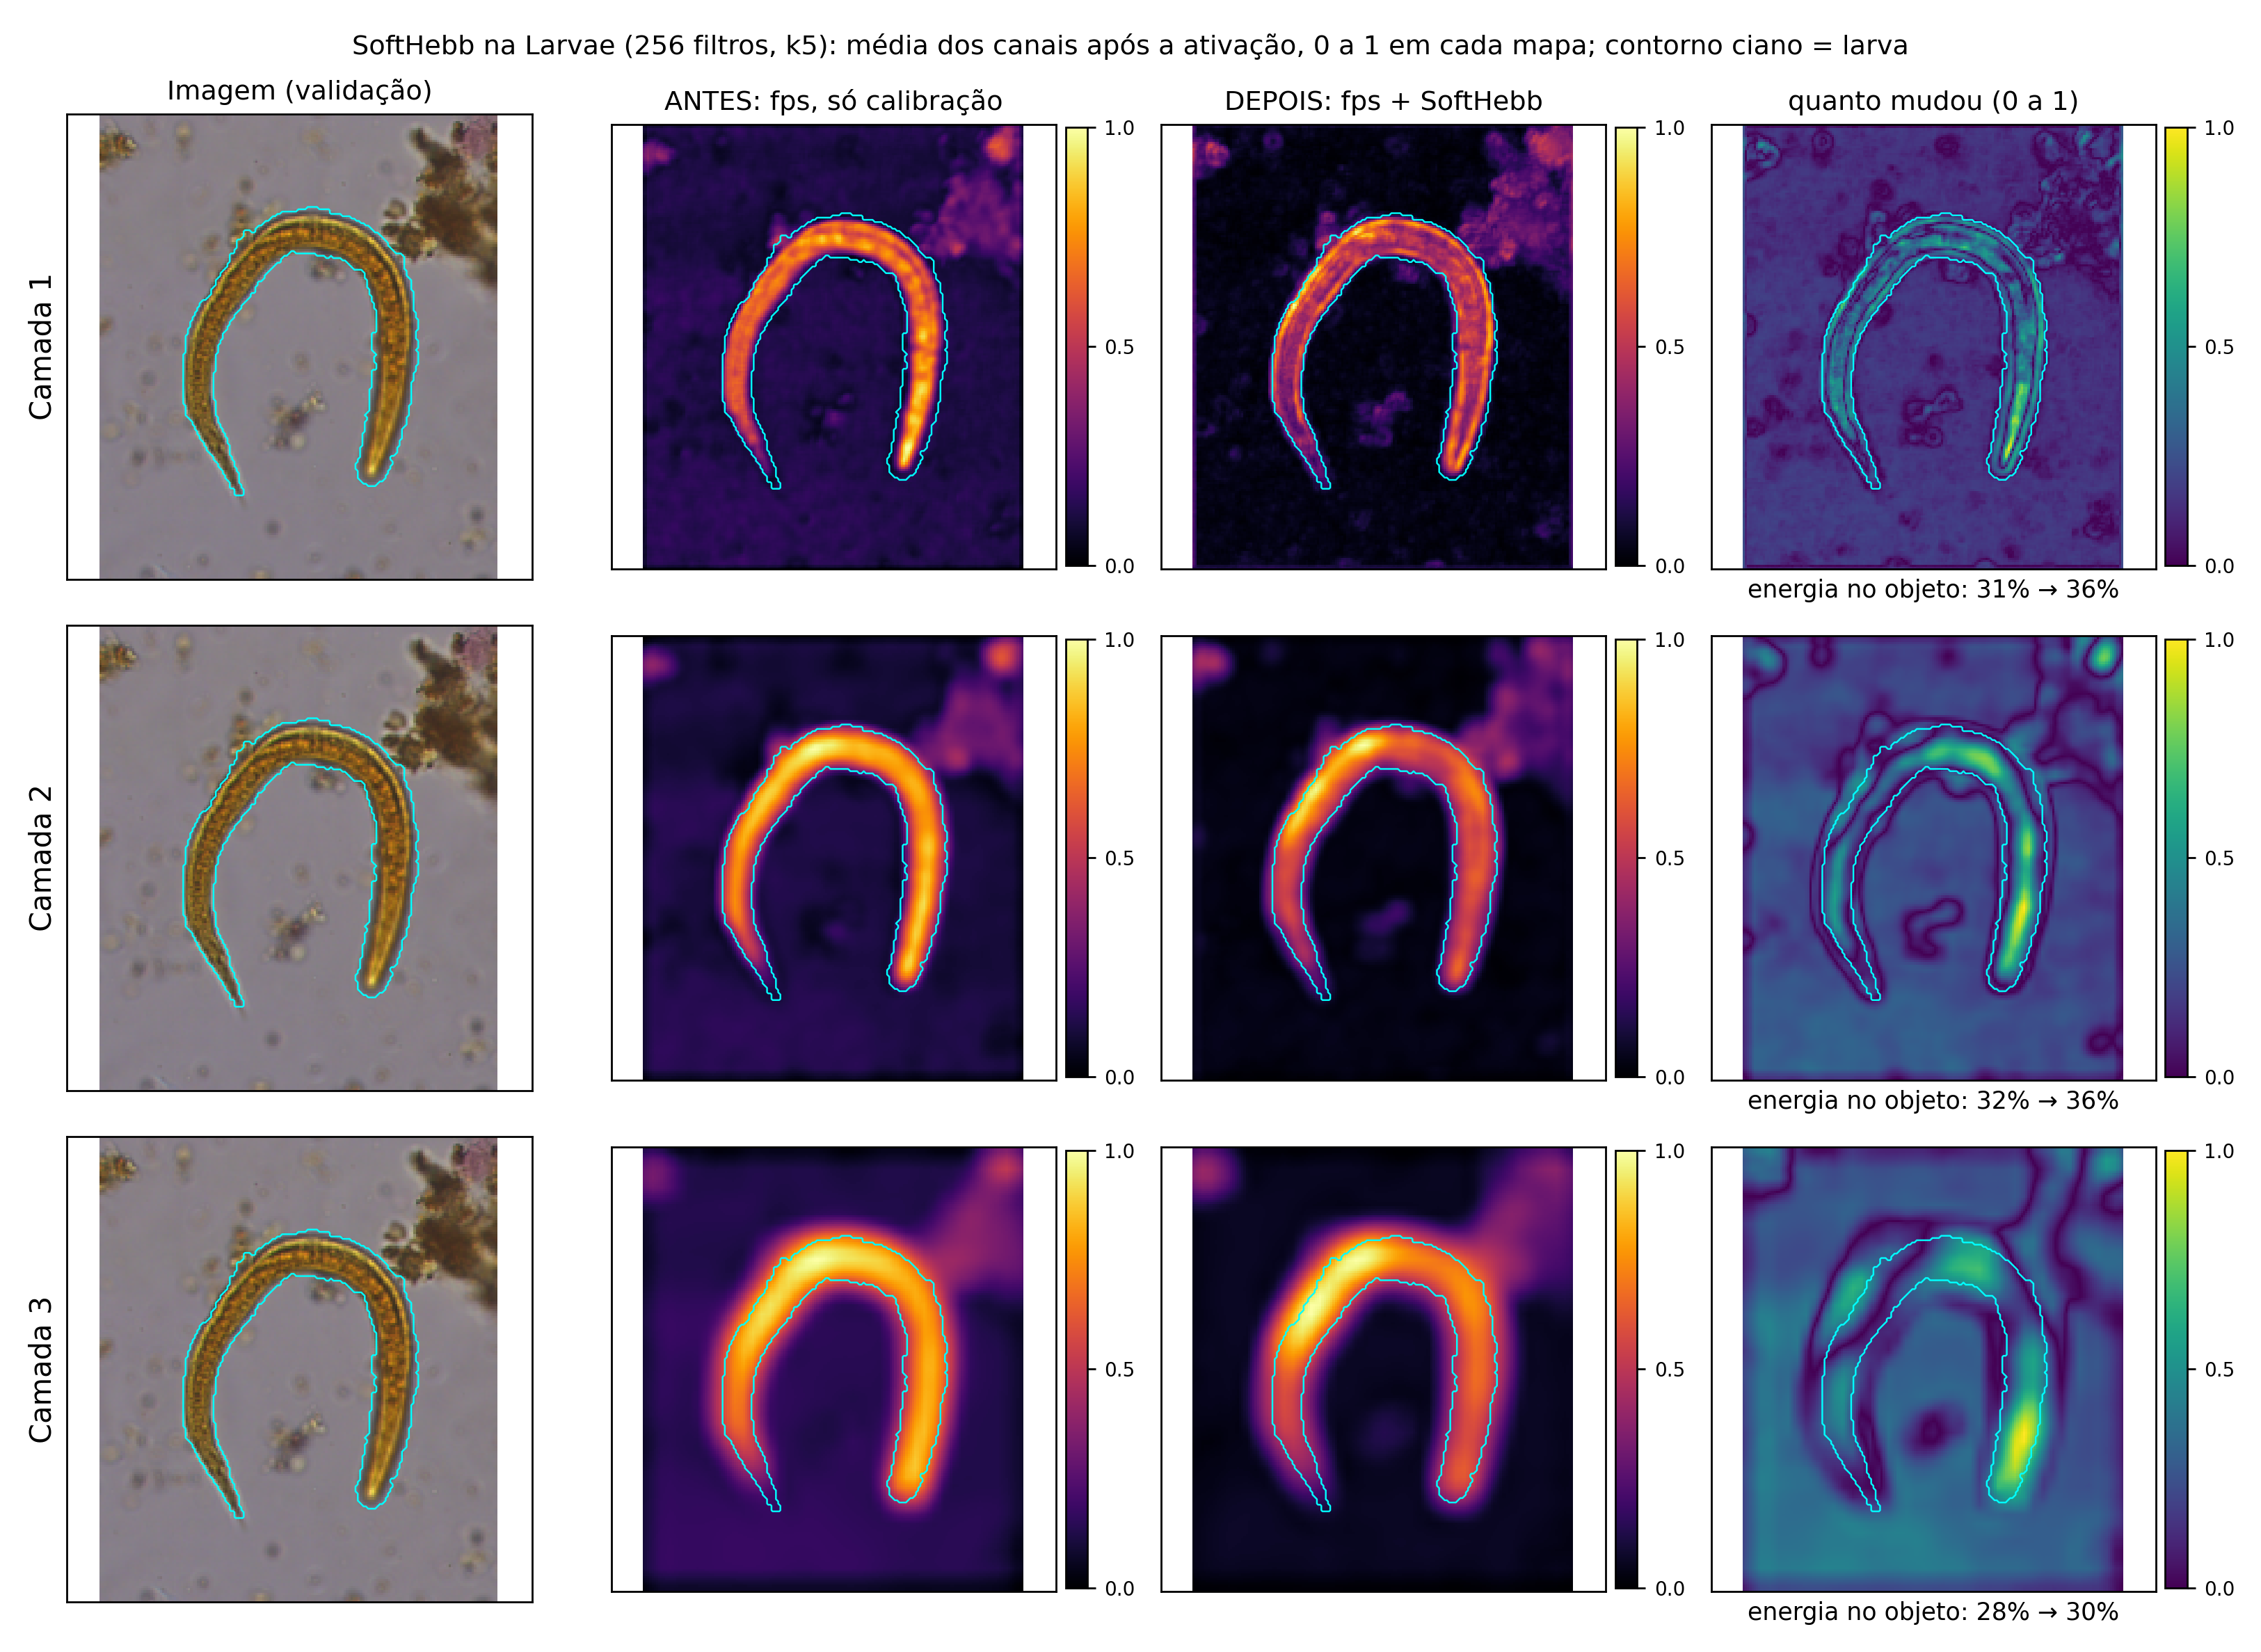 SoftHebb na Larvae (256 filtros, k5): média dos canais após a ativação, 0 a 1 em cada mapa; contorno ciano = larva
Imagem (validação)
ANTES: fps, só calibração
DEPOIS: fps + SoftHebb
quanto mudou (0 a 1)
Camada 1
1.0
0.5
0.0
1.0
0.5
0.0
1.0
0.5
0.0
energia no objeto: 31% → 36%
Camada 2
1.0
0.5
0.0
1.0
0.5
0.0
1.0
0.5
0.0
energia no objeto: 32% → 36%
Camada 3
1.0
0.5
0.0
1.0
0.5
0.0
1.0
0.5
0.0
energia no objeto: 28% → 30%